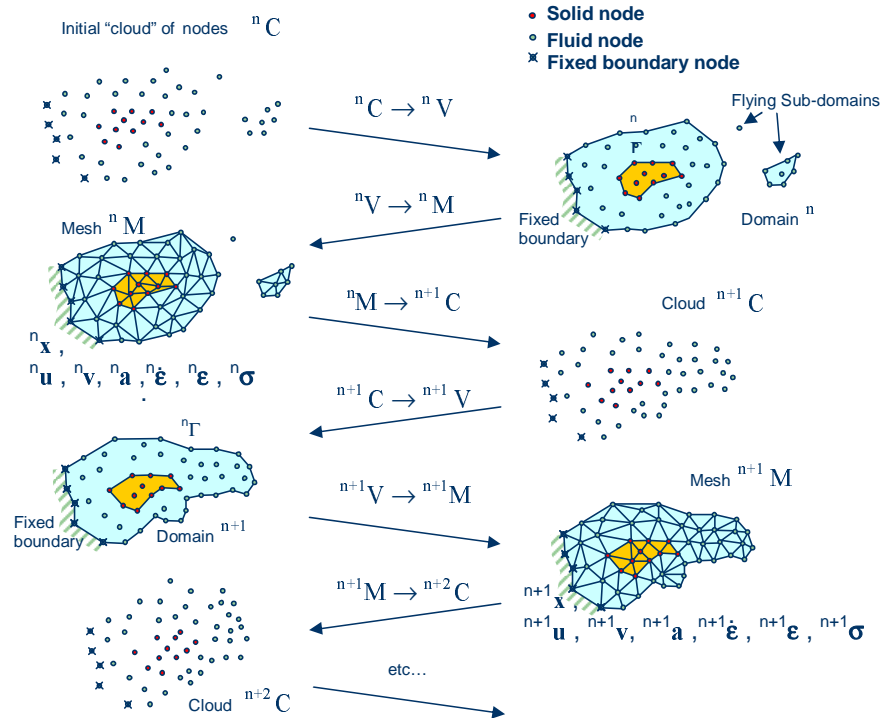 Initial “cloud” of nodes ⁿC
Solid node
Fluid node
Fixed boundary node
ⁿC → ⁿV
Flying Sub-domains
n
Γ
Fixed
boundary
Domain ⁿ
ⁿV → ⁿM
Mesh ⁿM
ⁿM → ⁿ⁺¹C
Cloud ⁿ⁺¹C
ⁿx ,
ⁿu , ⁿv, ⁿa ,ⁿε̇ , ⁿε , ⁿσ
.
ⁿ⁺¹C → ⁿ⁺¹V
ⁿΓ
Fixed
boundary
Domain ⁿ⁺¹
ⁿ⁺¹V → ⁿ⁺¹M
Mesh ⁿ⁺¹M
ⁿ⁺¹M → ⁿ⁺²C
ⁿ⁺¹x ,
ⁿ⁺¹u , ⁿ⁺¹v, ⁿ⁺¹a , ⁿ⁺¹ε̇ , ⁿ⁺¹ε , ⁿ⁺¹σ
etc…
Cloud ⁿ⁺²C